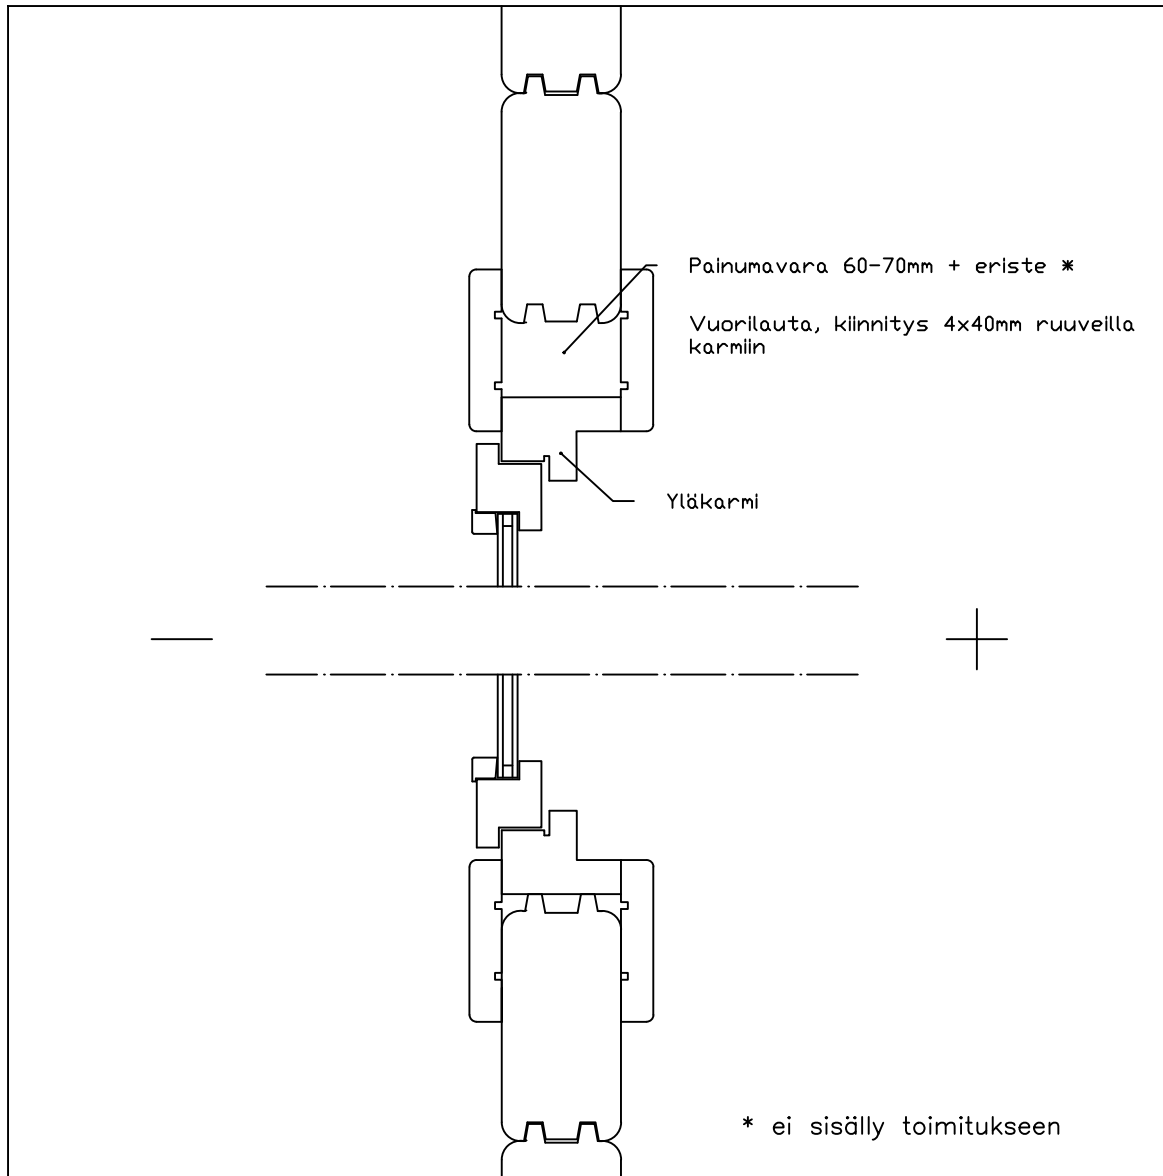 Painumavara 60-70mm + eriste *
Vuorilauta, kiinnitys 4x40mm ruuveilla
karmiin
Yläkarmi
* ei sisälly toimitukseen